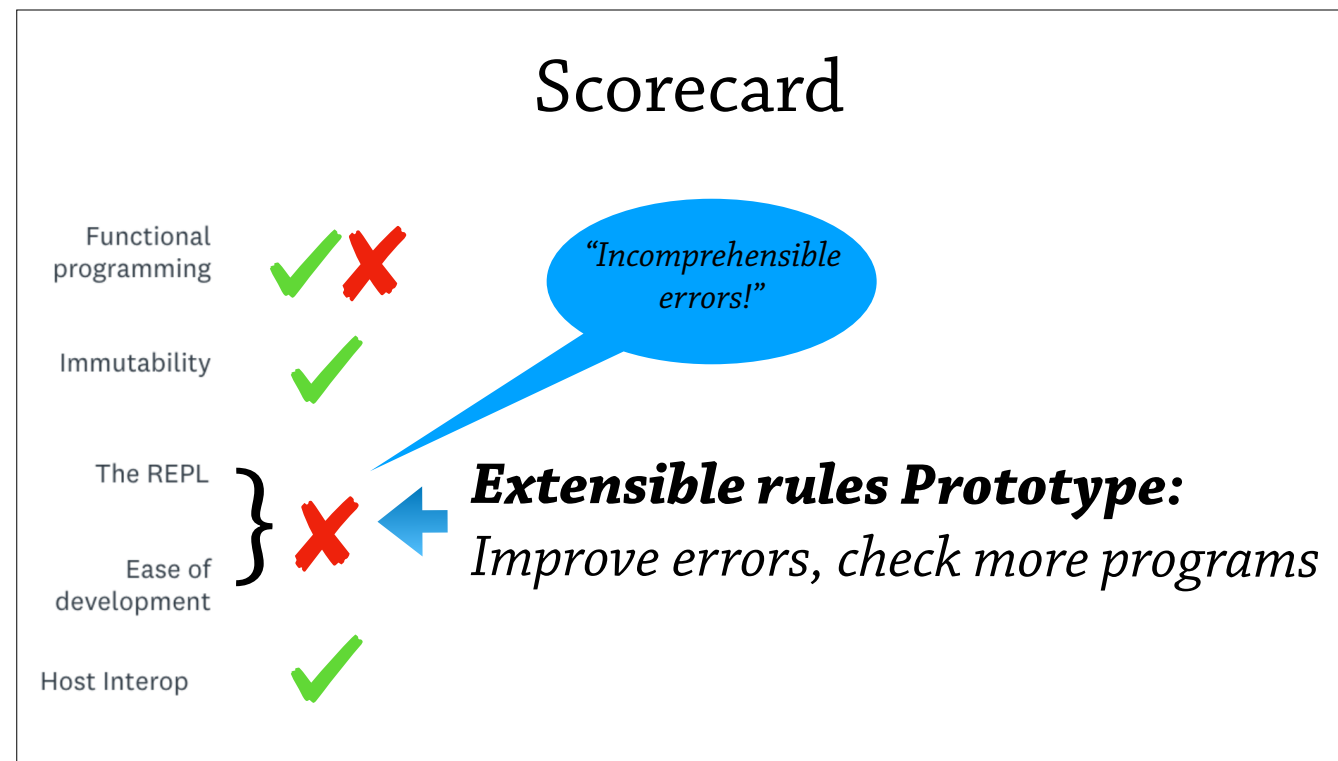 Scorecard
Functional
programming
“Incomprehensible
errors!”
Immutability
The REPL
}
Ease of
development
Extensible rules Prototype:
Improve errors, check more programs
Host Interop